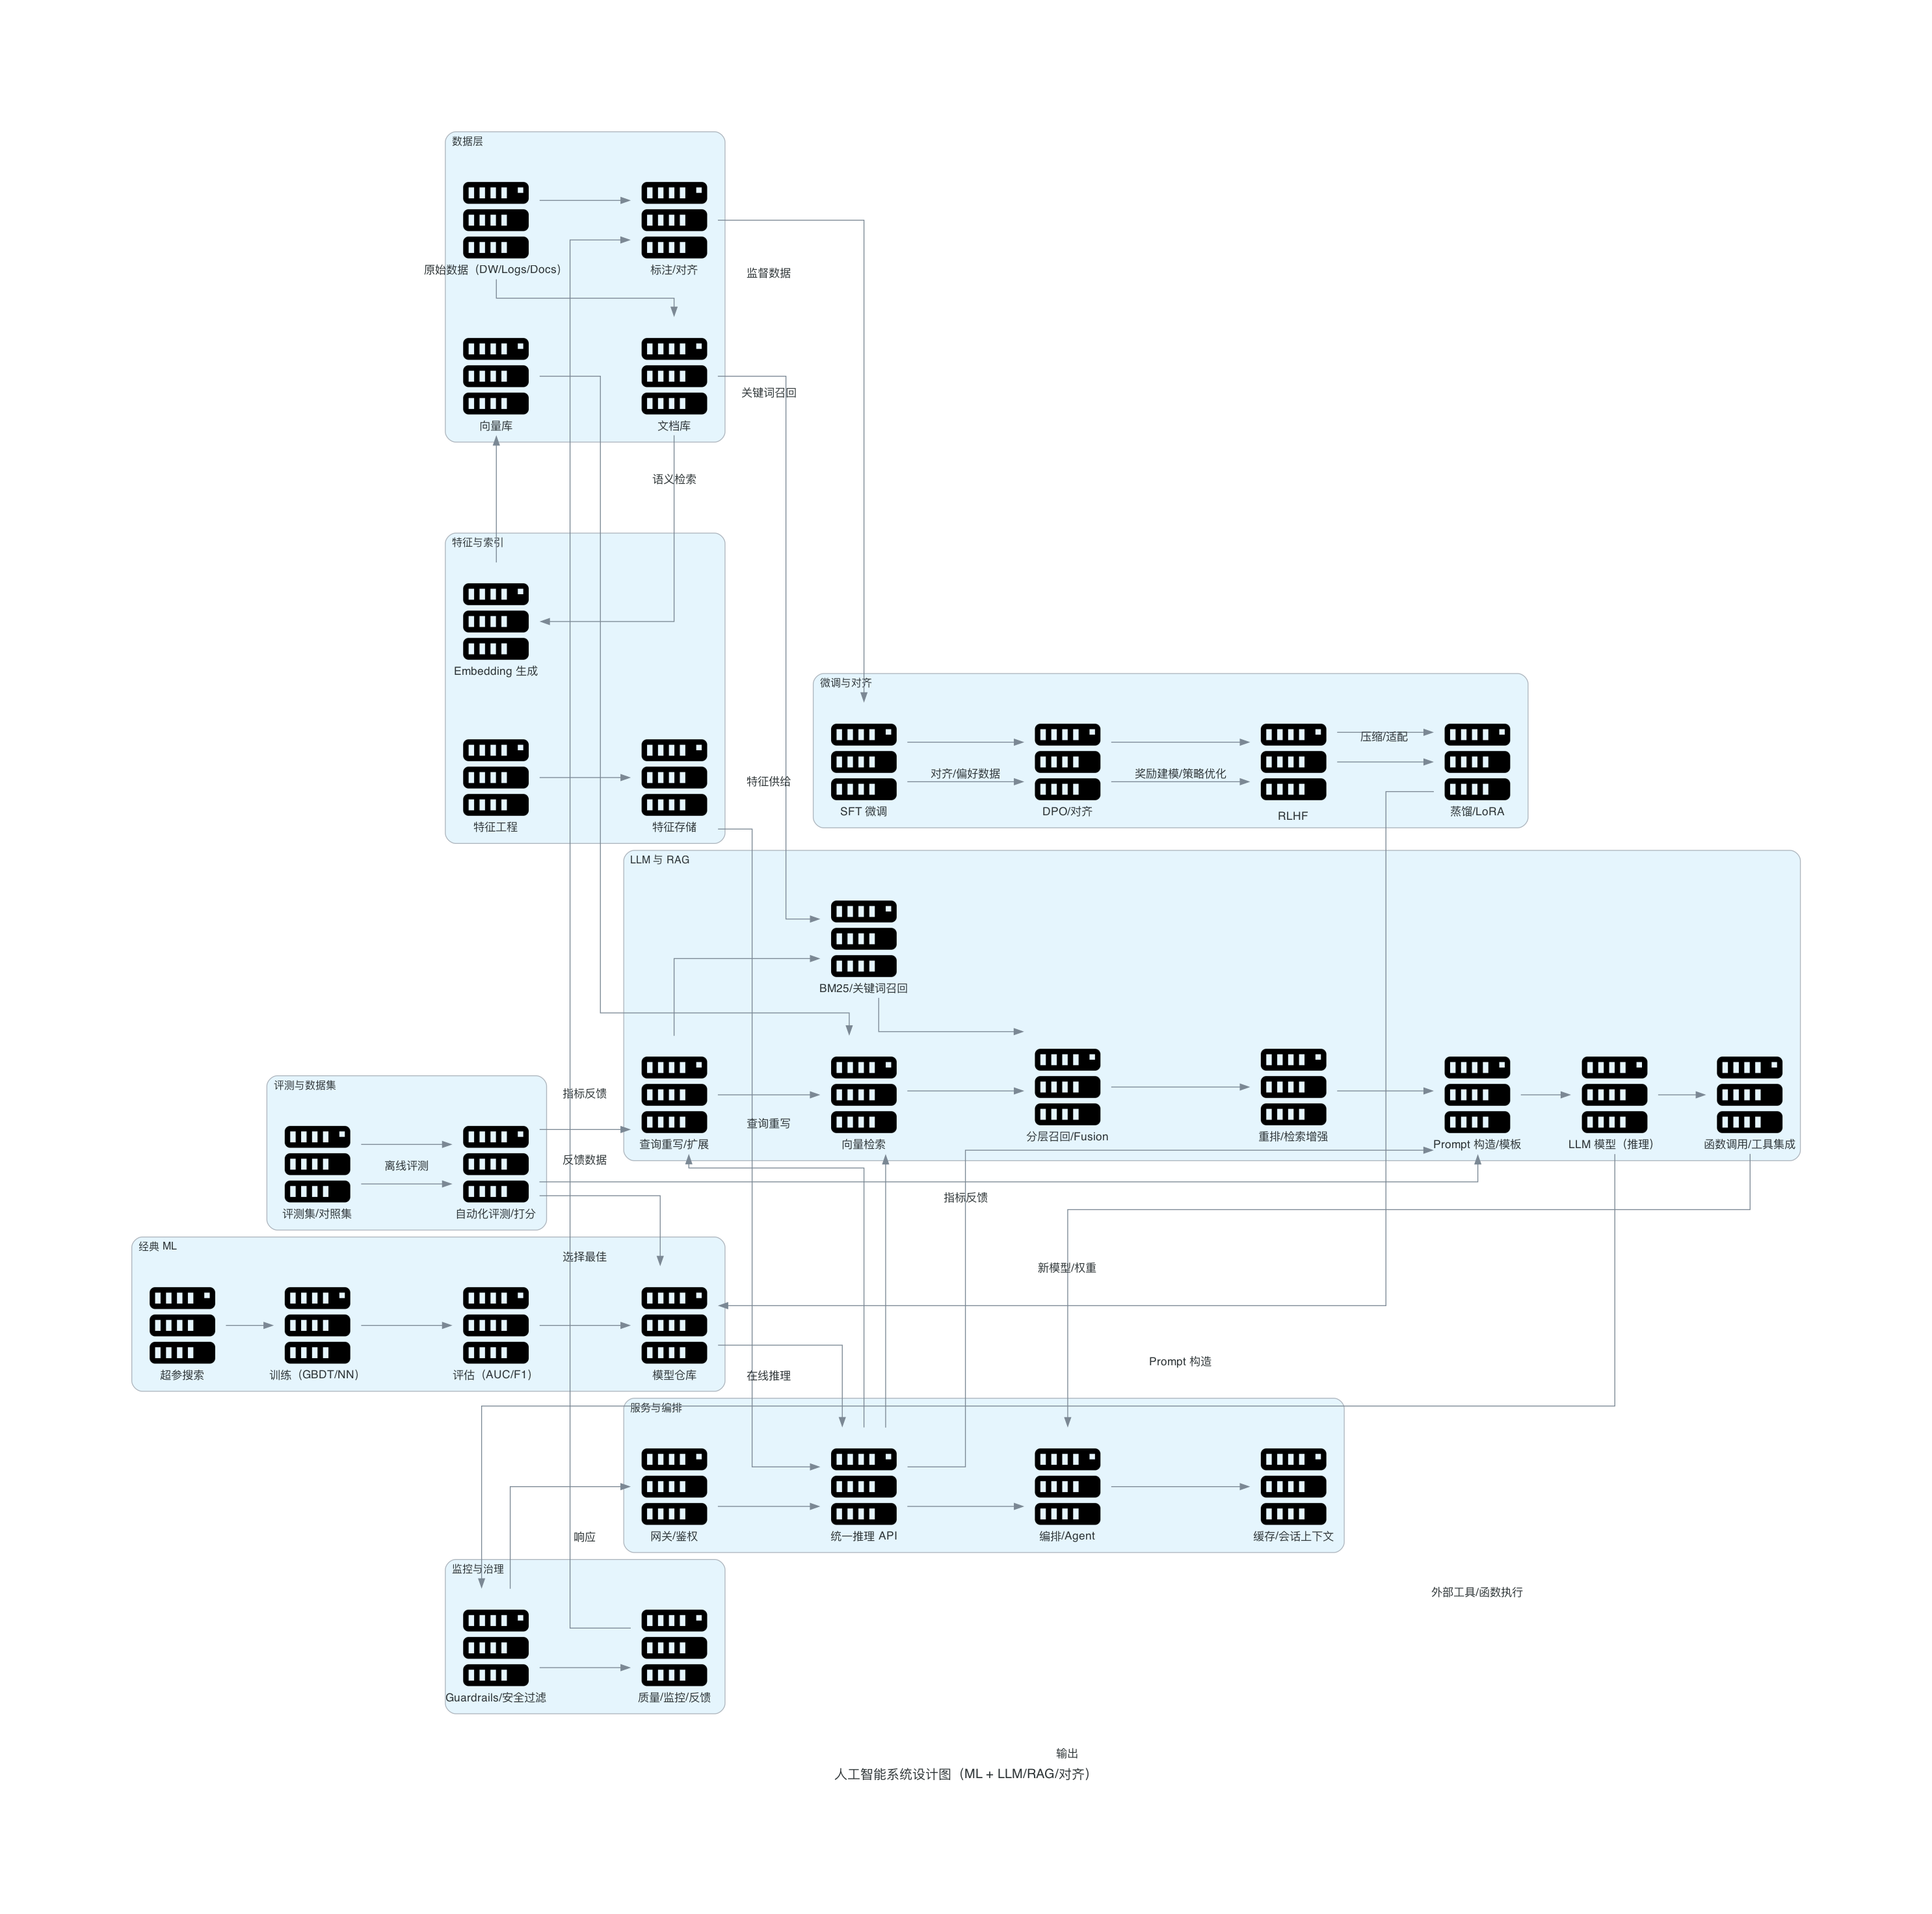 数据层
原始数据（DW/Logs/Docs）
标注/对齐
监督数据
关键词召回
向量库
文档库
语义检索
特征与索引
Embedding 生成
特征供给
特征工程
特征存储
微调与对齐
压缩/适配
对齐/偏好数据
奖励建模/策略优化
SFT 微调
DPO/对齐
RLHF
蒸馏/LoRA
LLM 与 RAG
BM25/关键词召回
查询重写
查询重写/扩展
向量检索
分层召回/Fusion
重排/检索增强
Prompt 构造/模板
LLM 模型（推理）
函数调用/工具集成
评测与数据集
指标反馈
离线评测
反馈数据
评测集/对照集
自动化评测/打分
指标反馈
经典 ML
选择最佳
新模型/权重
超参搜索
训练（GBDT/NN）
评估（AUC/F1）
模型仓库
在线推理
Prompt 构造
服务与编排
网关/鉴权
统一推理 API
编排/Agent
缓存/会话上下文
响应
监控与治理
外部工具/函数执行
Guardrails/安全过滤
质量/监控/反馈
输出
人工智能系统设计图（ML + LLM/RAG/对齐）